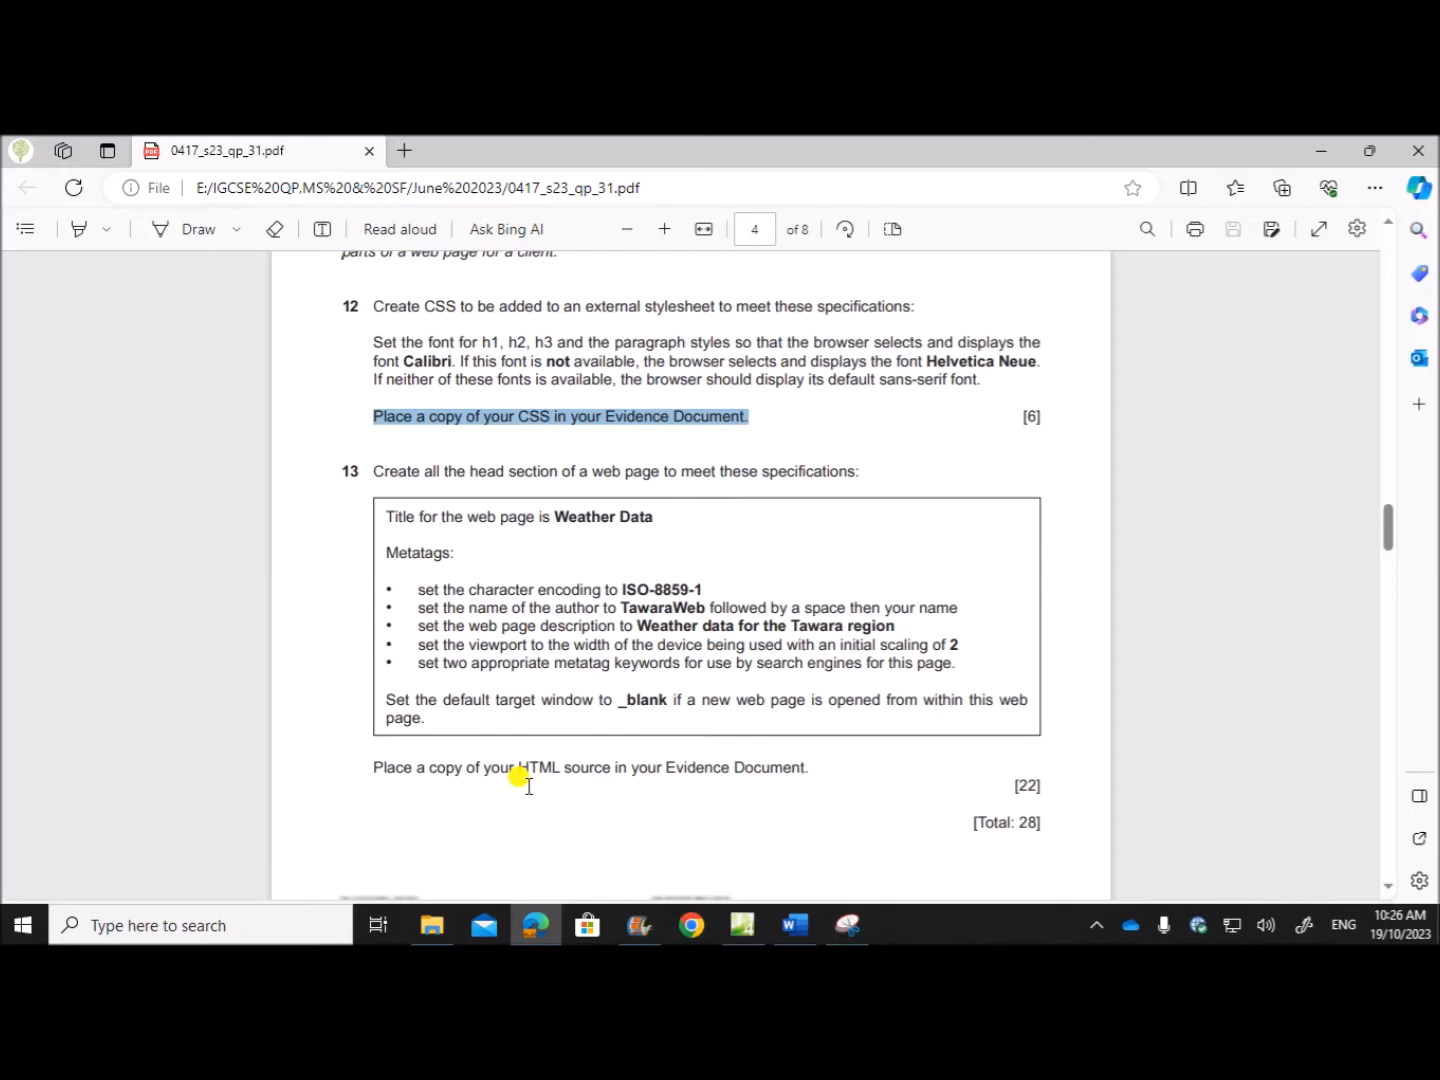 0417_s23_qp_31.pdf
File E:/IGCSE%20QP,MS%20&%20SF/June%202023/0417_s23_qp_31.pdf
Draw Read aloud Ask Bing AI 4 of 8
parts of a web page for a client.
12 Create CSS to be added to an external stylesheet to meet these specifications:
Set the font for h1, h2, h3 and the paragraph styles so that the browser selects and displays the
font Calibri. If this font is not available, the browser selects and displays the font Helvetica Neue.
If neither of these fonts is available, the browser should display its default sans-serif font.
Place a copy of your CSS in your Evidence Document. [6]
13 Create all the head section of a web page to meet these specifications:
Title for the web page is Weather Data
Metatags:
• set the character encoding to ISO-8859-1
• set the name of the author to TawaraWeb followed by a space then your name
• set the web page description to Weather data for the Tawara region
• set the viewport to the width of the device being used with an initial scaling of 2
• set two appropriate metatag keywords for use by search engines for this page.
Set the default target window to _blank if a new web page is opened from within this web
page.
Place a copy of your HTML source in your Evidence Document.
[22]
[Total: 28]
Type here to search
ENG
10:26 AM
19/10/2023